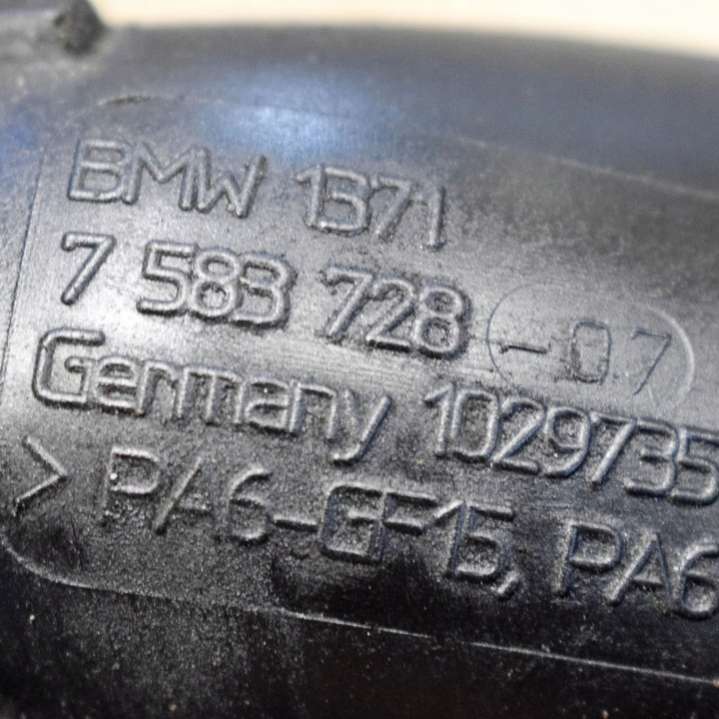 BMW 1371
7 583 728 -07
Germany 1029735
>PA6-GF15, PA6